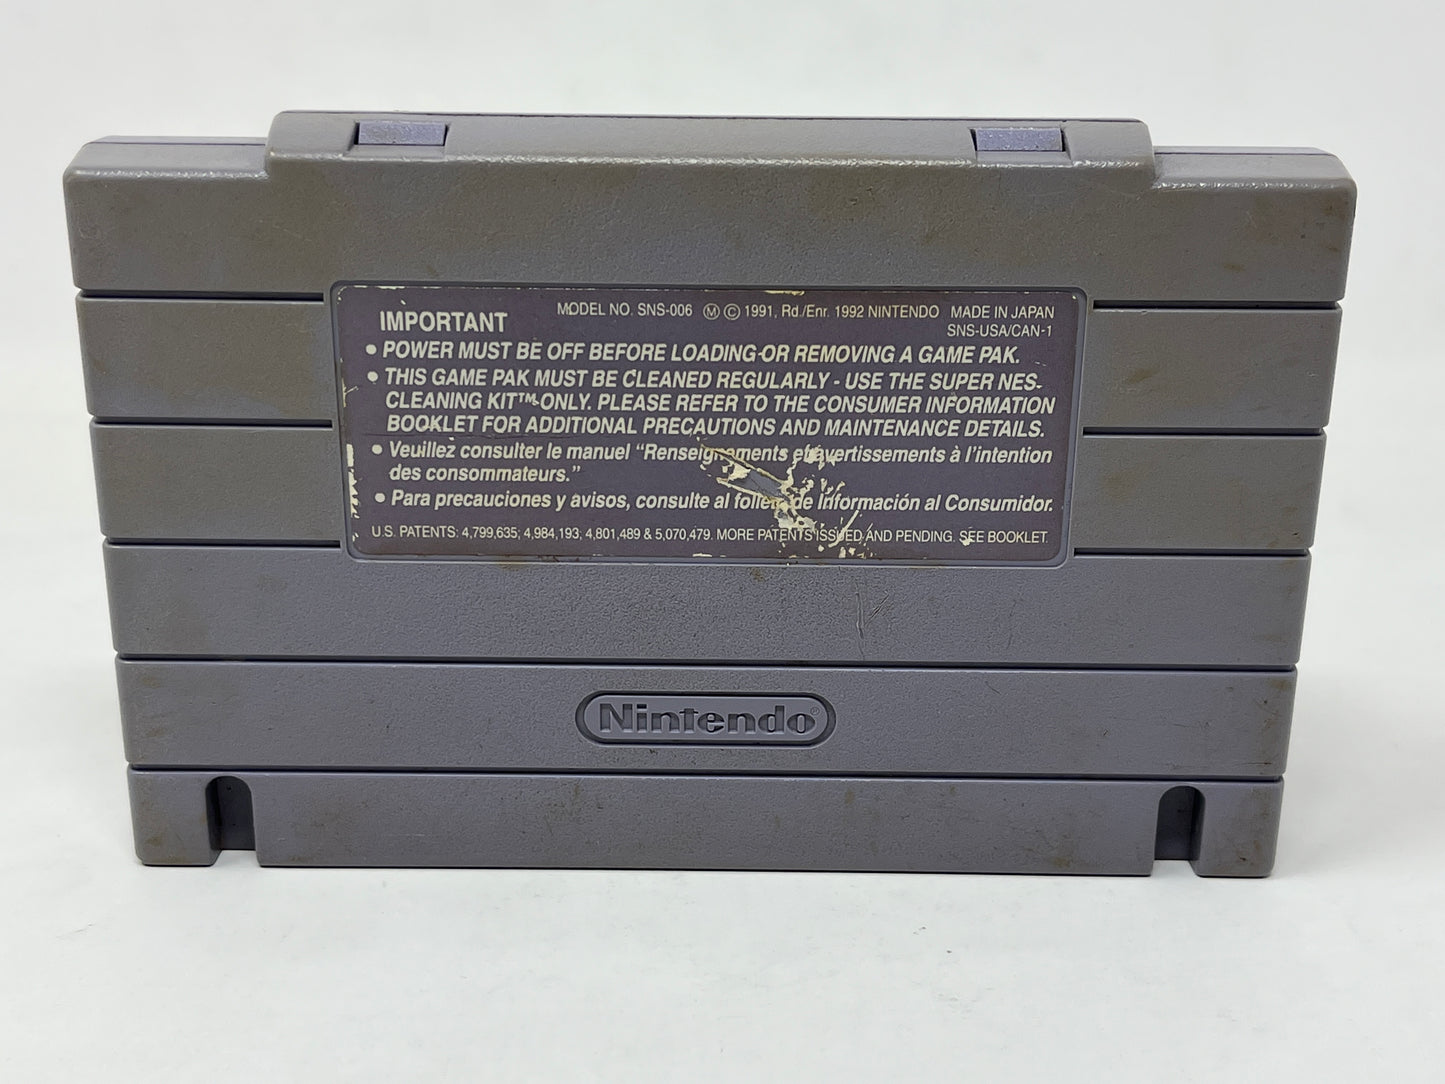 MODEL NO. SNS-006 Ⓜ © 1991, Rd./Enr. 1992 NINTENDO MADE IN JAPAN
IMPORTANT SNS-USA/CAN-1
• POWER MUST BE OFF BEFORE LOADING OR REMOVING A GAME PAK.
• THIS GAME PAK MUST BE CLEANED REGULARLY - USE THE SUPER NES
CLEANING KIT™ ONLY. PLEASE REFER TO THE CONSUMER INFORMATION
BOOKLET FOR ADDITIONAL PRECAUTIONS AND MAINTENANCE DETAILS.
• Veuillez consulter le manuel “Renseignements et avertissements à l’intention
des consommateurs.”
• Para precauciones y avisos, consulte al folleto de Información al Consumidor.
U.S. PATENTS: 4,799,635; 4,984,193; 4,801,489 & 5,070,479. MORE PATENTS ISSUED AND PENDING. SEE BOOKLET.
Nintendo®